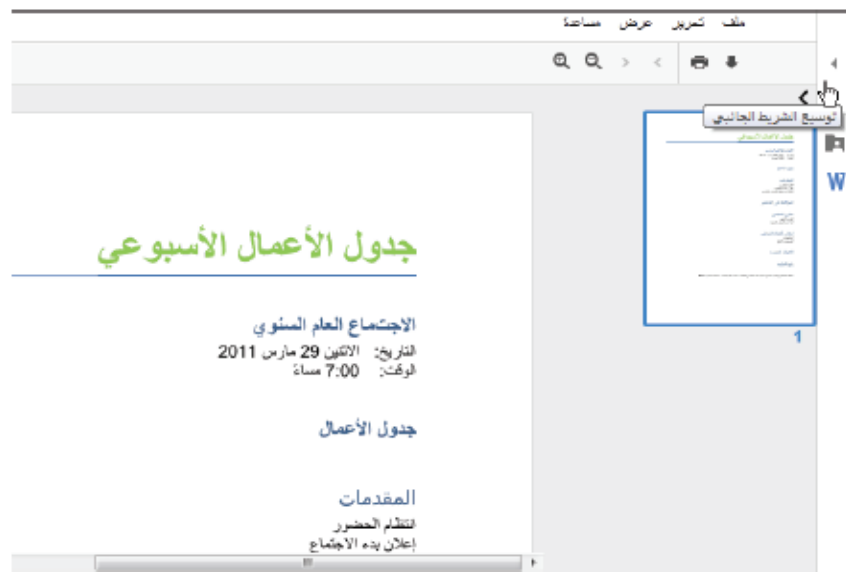 ملف تحرير عرض مساعدة
توسيع الشريط الجانبي
W
1
جدول الأعمال الأسبوعي
الاجتماع العام السنوي
التاريخ: الاثنين 29 مارس 2011
الوقت: 7:00 مساءً
جدول الأعمال
المقدمات
انتظام الحضور
إعلان بدء الاجتماع